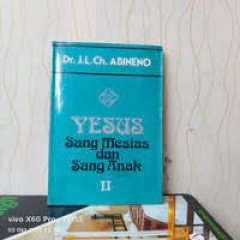 Dr. J.L.Ch. ABINENO
YESUS
Sang Mesias
dan
Sang Anak
II
vivo X60 Pro